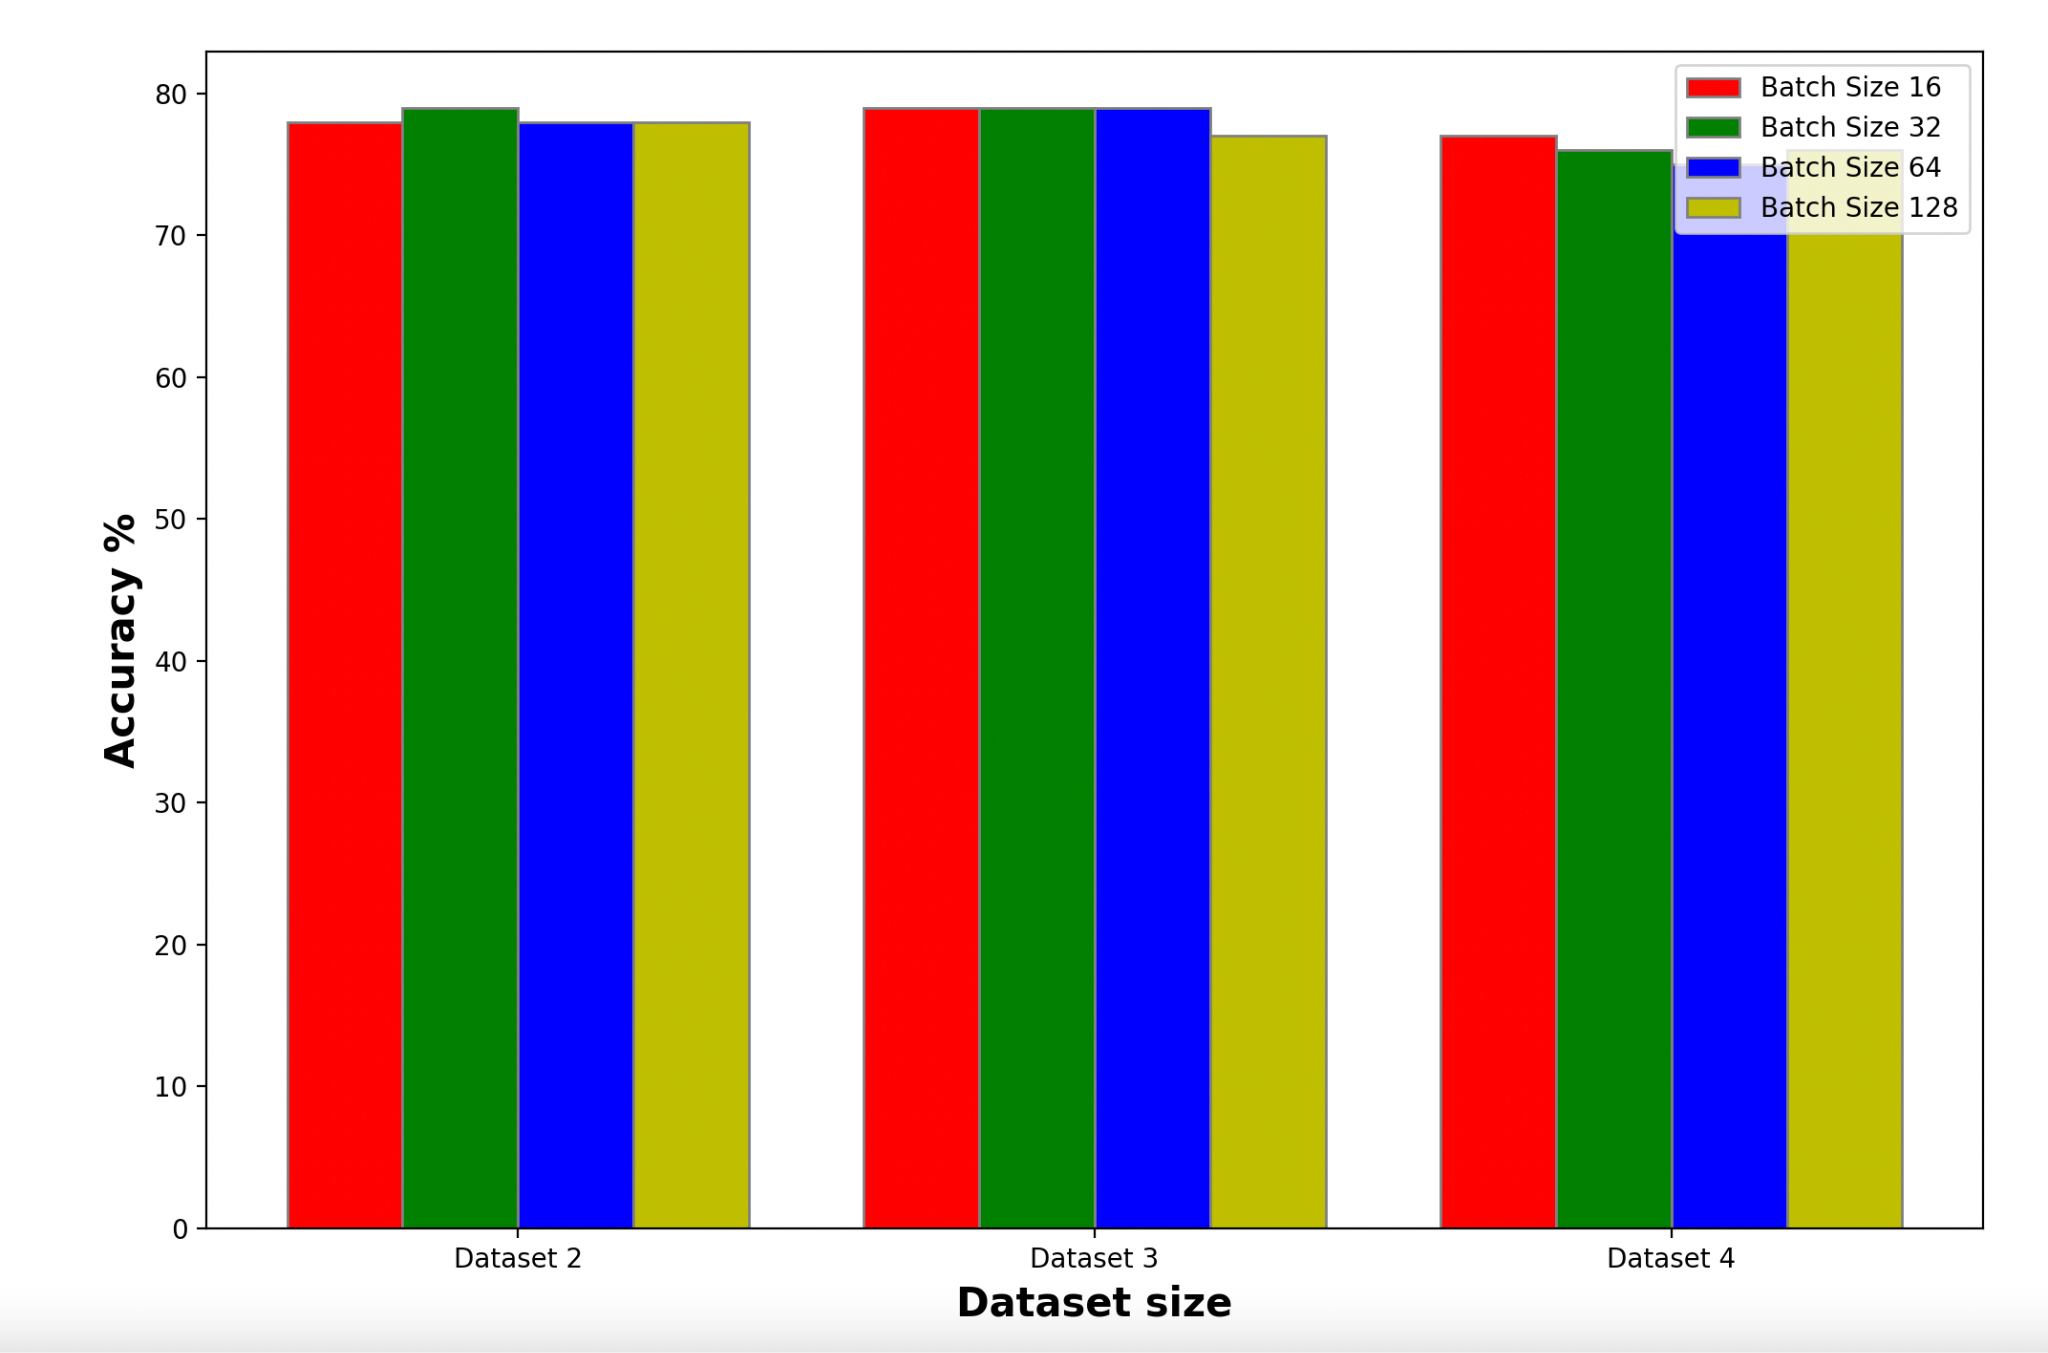 Accuracy %
80
70
60
50
40
30
20
10
0
Batch Size 16
Batch Size 32
Batch Size 64
Batch Size 128
Dataset 2
Dataset 3
Dataset 4
Dataset size